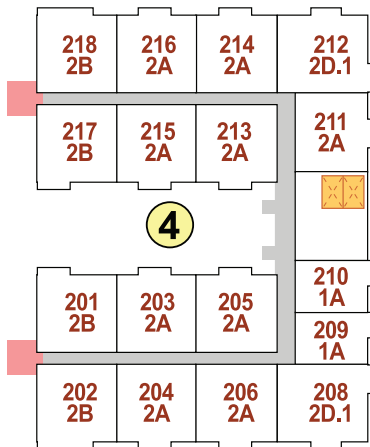 218 216 214 212
2B 2A 2A 2D.1
211
2A
217 215 213
2B 2A 2A
4
210
1A
201 203 205
2B 2A 2A
209
1A
202 204 206 208
2B 2A 2A 2D.1